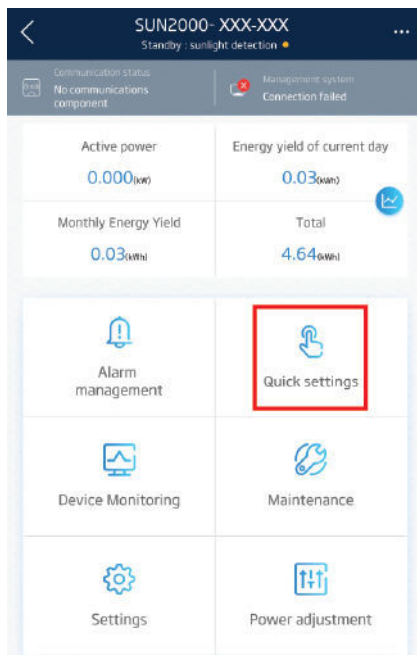 SUN2000- XXX-XXX
Standby : sunlight detection
Communication status
No communications
component
Management system
Connection failed
Active power
0.000(kW)
Energy yield of current day
0.03(kWh)
Monthly Energy Yield
0.03(kWh)
Total
4.64(kWh)
Alarm
management
Quick settings
Device Monitoring
Maintenance
Settings
Power adjustment